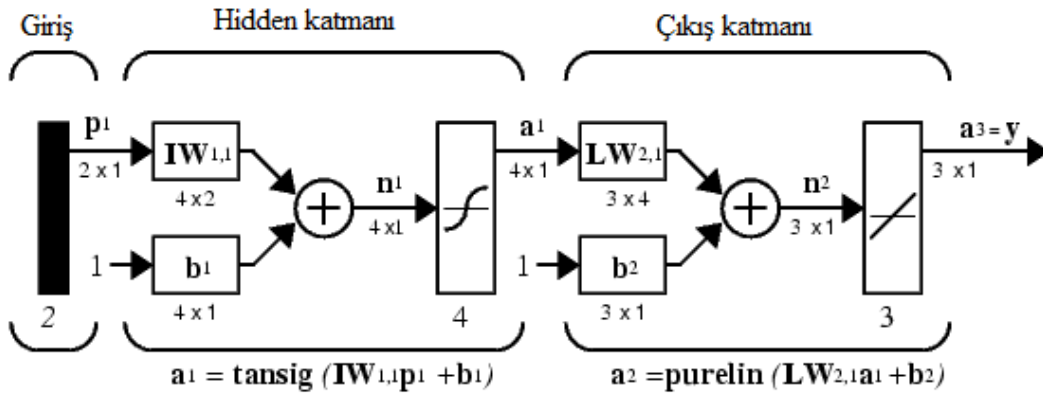 Giriş
Hidden katmanı
Çıkış katmanı
p1
2 x 1
IW1,1
4 x 2
1
b1
4 x 1
n1
4 x1
a1
4 x 1
LW2,1
3 x 4
1
b2
3 x 1
n2
3 x 1
a3 = y
3 x 1
2
4
3
a1 = tansig (IW1,1p1 +b1)
a2 =purelin (LW2,1a1 +b2)